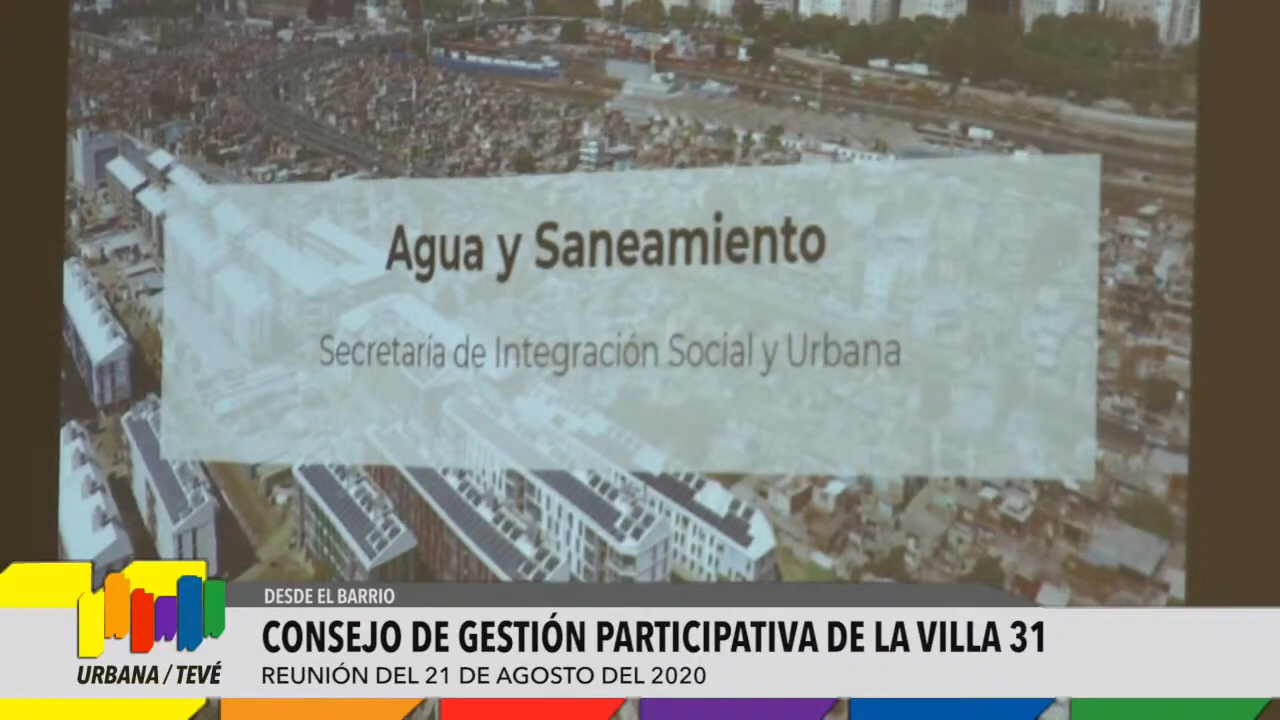 Agua y Saneamiento
Secretaría de Integración Social y Urbana
DESDE EL BARRIO
CONSEJO DE GESTIÓN PARTICIPATIVA DE LA VILLA 31
REUNIÓN DEL 21 DE AGOSTO DEL 2020
URBANA / TEVÉ